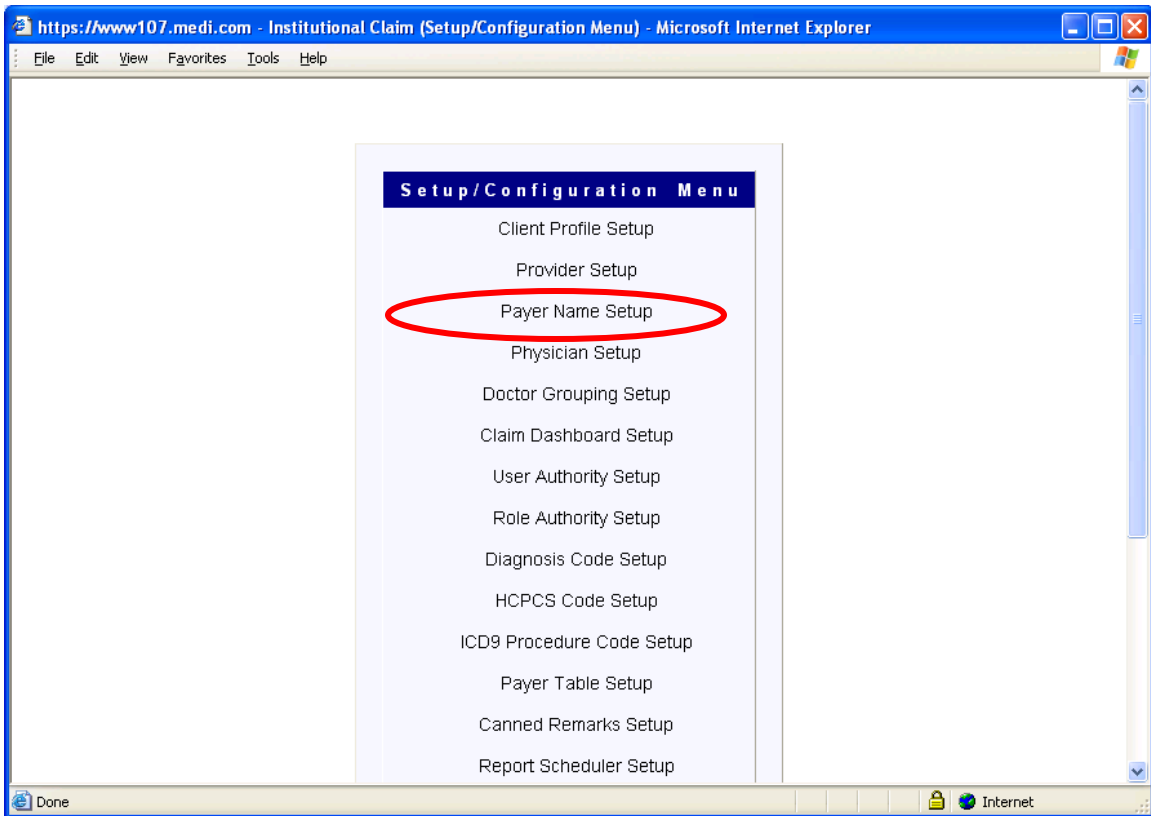 https://www107.medi.com - Institutional Claim (Setup/Configuration Menu) - Microsoft Internet Explorer
File Edit View Favorites Tools Help
Setup/Configuration Menu
Client Profile Setup
Provider Setup
Payer Name Setup
Physician Setup
Doctor Grouping Setup
Claim Dashboard Setup
User Authority Setup
Role Authority Setup
Diagnosis Code Setup
HCPCS Code Setup
ICD9 Procedure Code Setup
Payer Table Setup
Canned Remarks Setup
Report Scheduler Setup
Done Internet